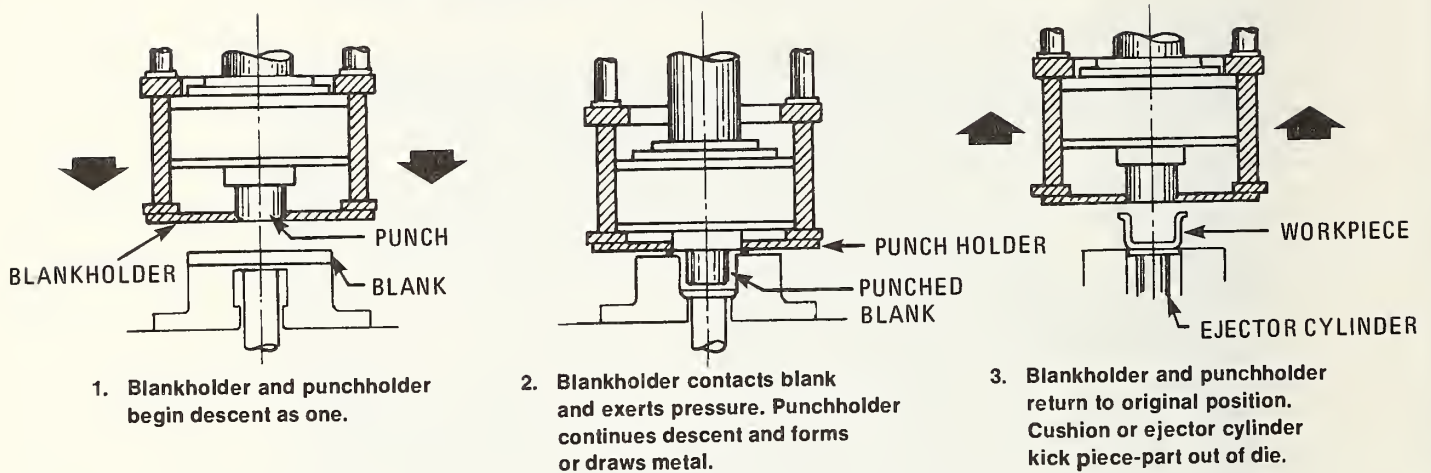 PUNCH
BLANKHOLDER
BLANK
1. Blankholder and punchholder
begin descent as one.
PUNCH HOLDER
PUNCHED
BLANK
2. Blankholder contacts blank
and exerts pressure. Punchholder
continues descent and forms
or draws metal.
WORKPIECE
EJECTOR CYLINDER
3. Blankholder and punchholder
return to original position.
Cushion or ejector cylinder
kick piece-part out of die.